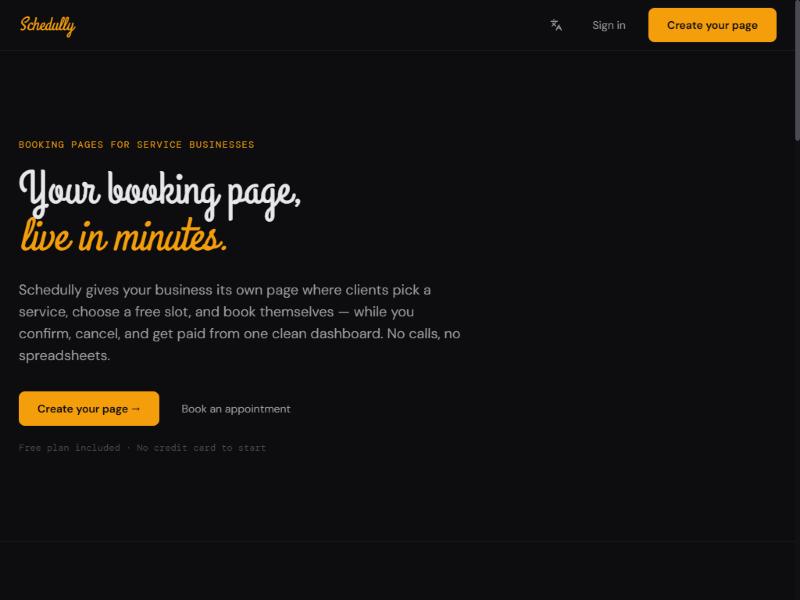 Schedully
Sign in
Create your page
BOOKING PAGES FOR SERVICE BUSINESSES
Your booking page,
live in minutes.
Schedully gives your business its own page where clients pick a
service, choose a free slot, and book themselves — while you
confirm, cancel, and get paid from one clean dashboard. No calls, no
spreadsheets.
Create your page →
Book an appointment
Free plan included · No credit card to start